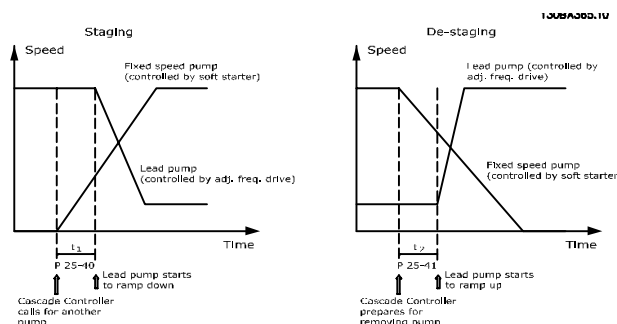 130BA365.10
Staging
Speed
Fixed speed pump
(controlled by soft starter)
Lead pump
(controlled by adj. freq. drive)
Time
t1
P 25-40
Lead pump starts
to ramp down
Cascade Controller
calls for another
pump
De-staging
Speed
Lead pump (controlled by
adj. freq. drive)
Fixed speed pump
(controlled by soft starter
Time
t2
P 25-41
Lead pump starts
to ramp up
Cascade Controller
prepares for
removing pump